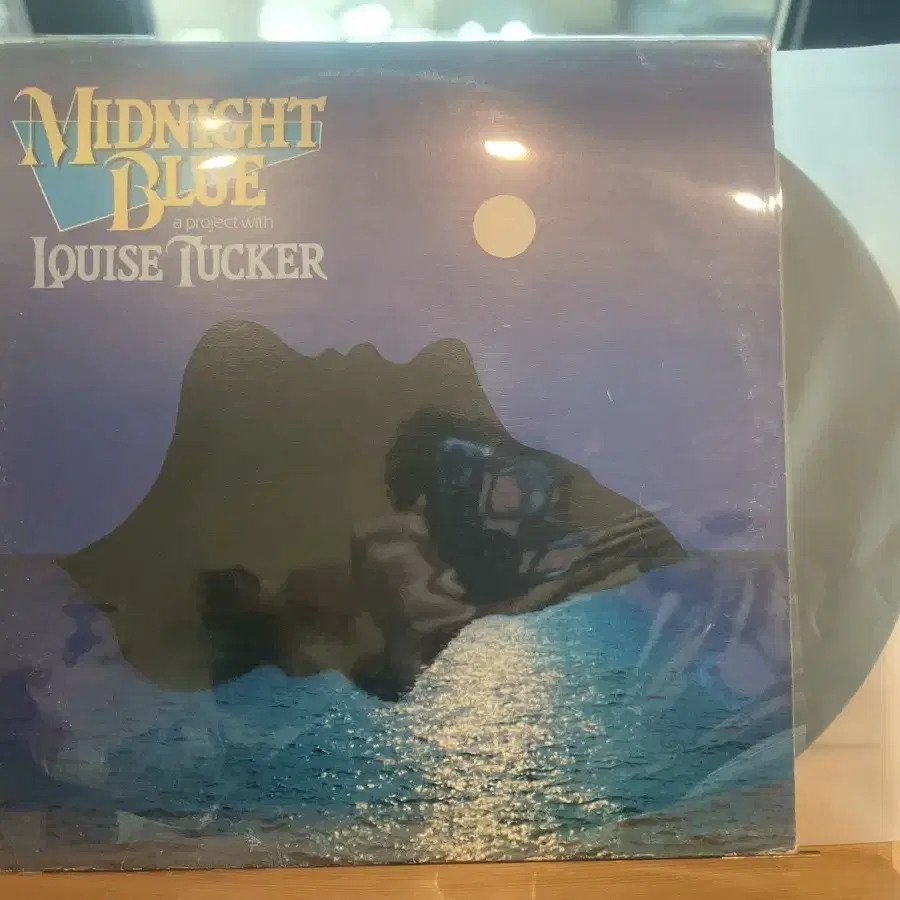 MIDNIGHT
BLUE
a project with
LOUISE TUCKER